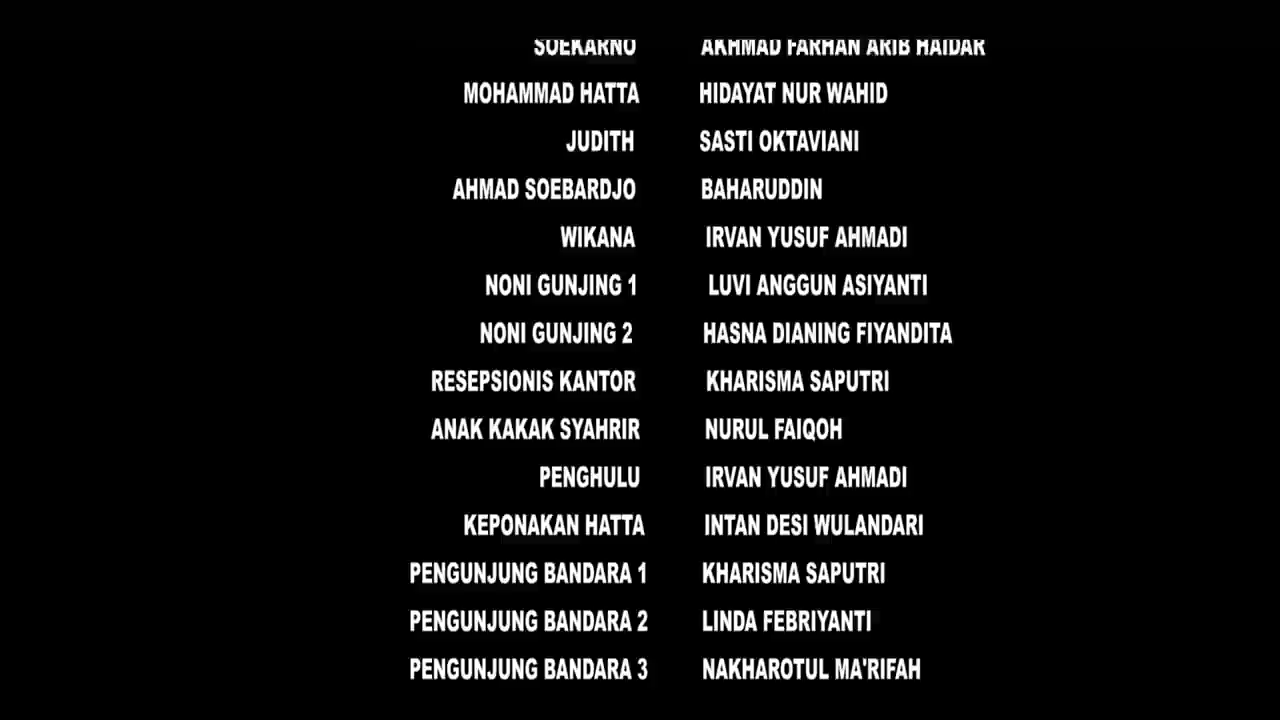 SOEKARNO AKHMAD FARHAN ARIB HAIDAR
MOHAMMAD HATTA HIDAYAT NUR WAHID
JUDITH SASTI OKTAVIANI
AHMAD SOEBARDJO BAHARUDDIN
WIKANA IRVAN YUSUF AHMADI
NONI GUNJING 1 LUVI ANGGUN ASIYANTI
NONI GUNJING 2 HASNA DIANING FIYANDITA
RESEPSIONIS KANTOR KHARISMA SAPUTRI
ANAK KAKAK SYAHRIR NURUL FAIQOH
PENGHULU IRVAN YUSUF AHMADI
KEPONAKAN HATTA INTAN DESI WULANDARI
PENGUNJUNG BANDARA 1 KHARISMA SAPUTRI
PENGUNJUNG BANDARA 2 LINDA FEBRIYANTI
PENGUNJUNG BANDARA 3 NAKHAROTUL MA'RIFAH